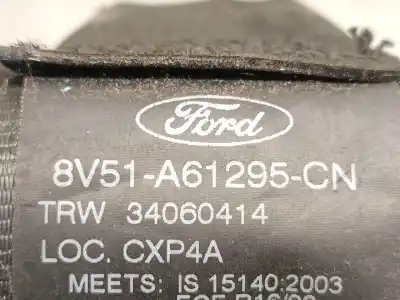 Ford
8V51-A61295-CN
TRW 34060414
LOC. CXP4A
MEETS: IS 15140:2003